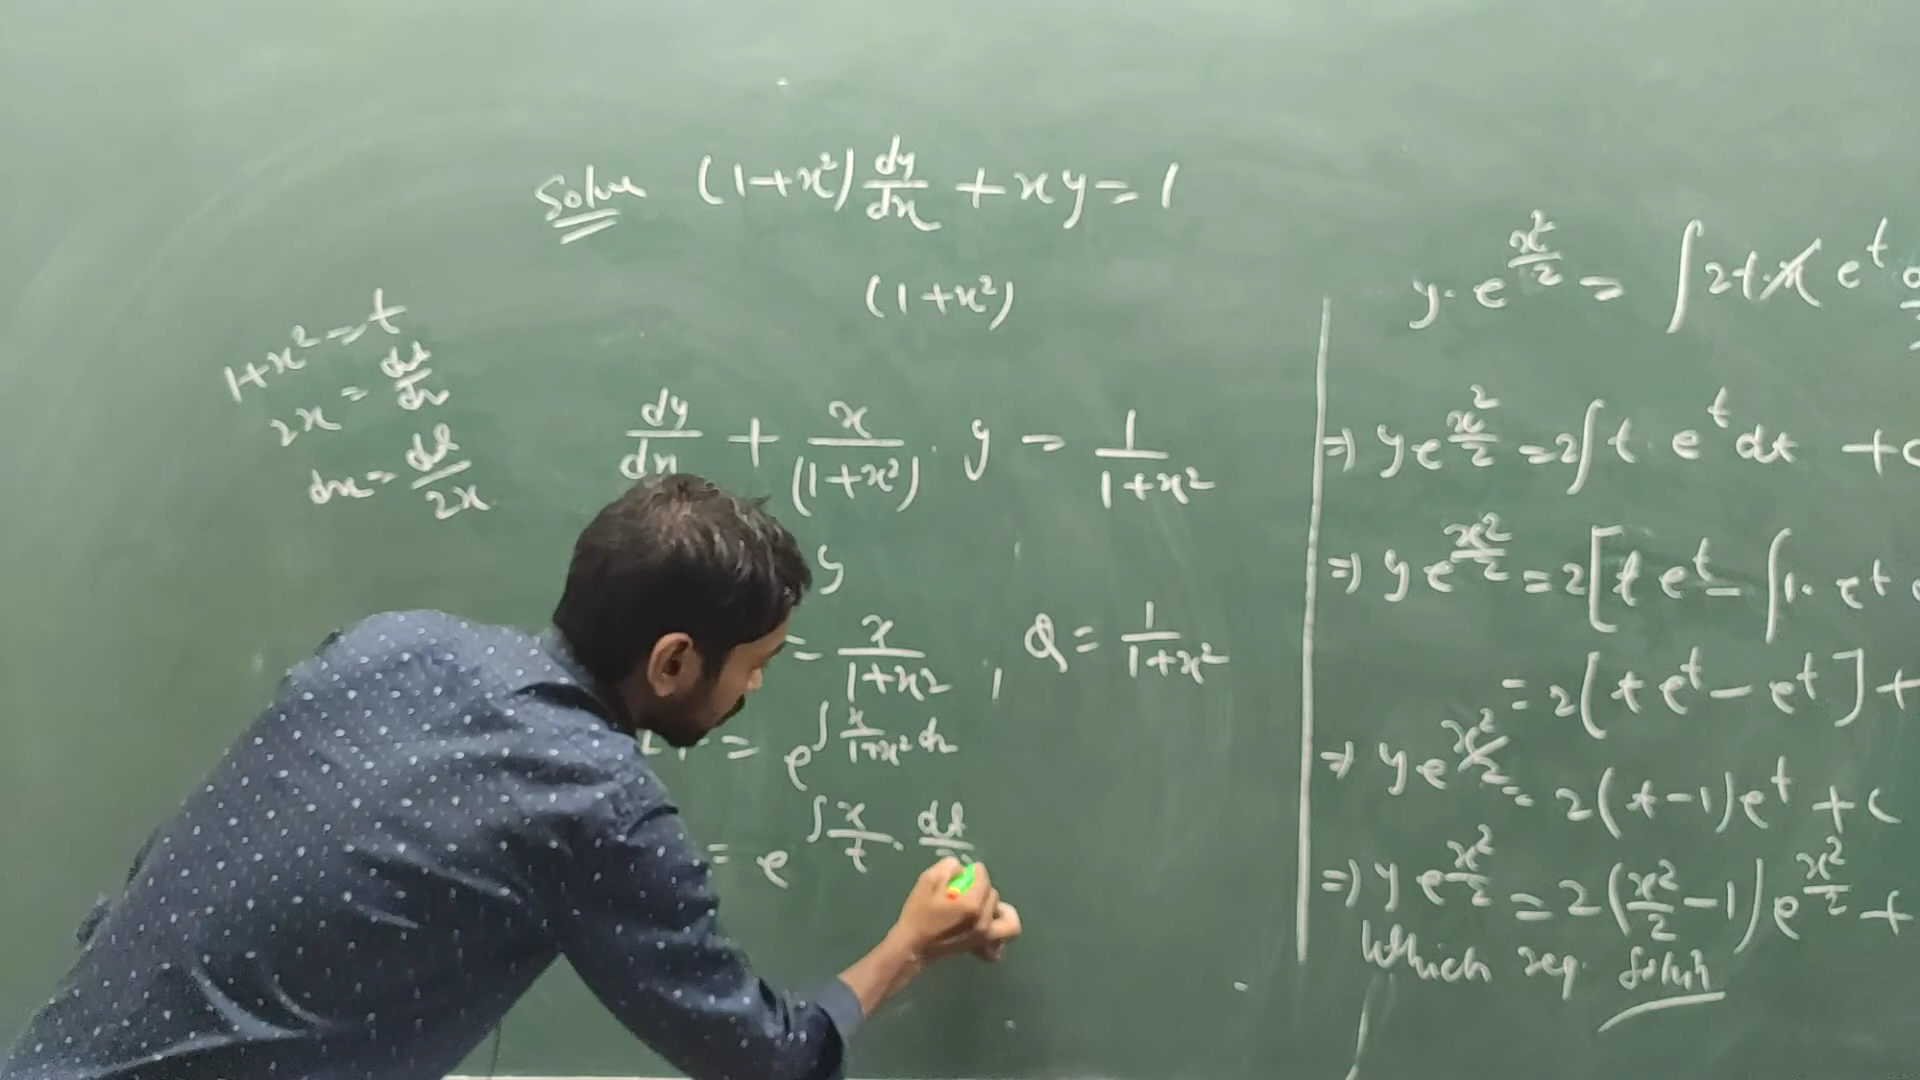 Solve (1+x²) dy/dx + xy = 1
(1+x²)
1+x² = t
2x = dt/dx
dx = dt/2x
dy/dx + x/(1+x²) · y = 1/1+x²
y
= x/1+x² , Q = 1/1+x²
= e^∫ x/1+x² dx
= e^∫ x/t · dt
y · e^x²/2 = ∫ 2t · x e^t
⇒ y e^x²/2 = 2∫ t · e^t dt +
⇒ y e^x²/2 = 2[t e^t − ∫1 · e^t
= 2(t e^t − e^t] +
⇒ y e^x²/2 = 2(t−1)e^t + c
⇒ y e^x²/2 = 2(x²/2 −1) e^x²/2 +
Which req. Soluⁿ